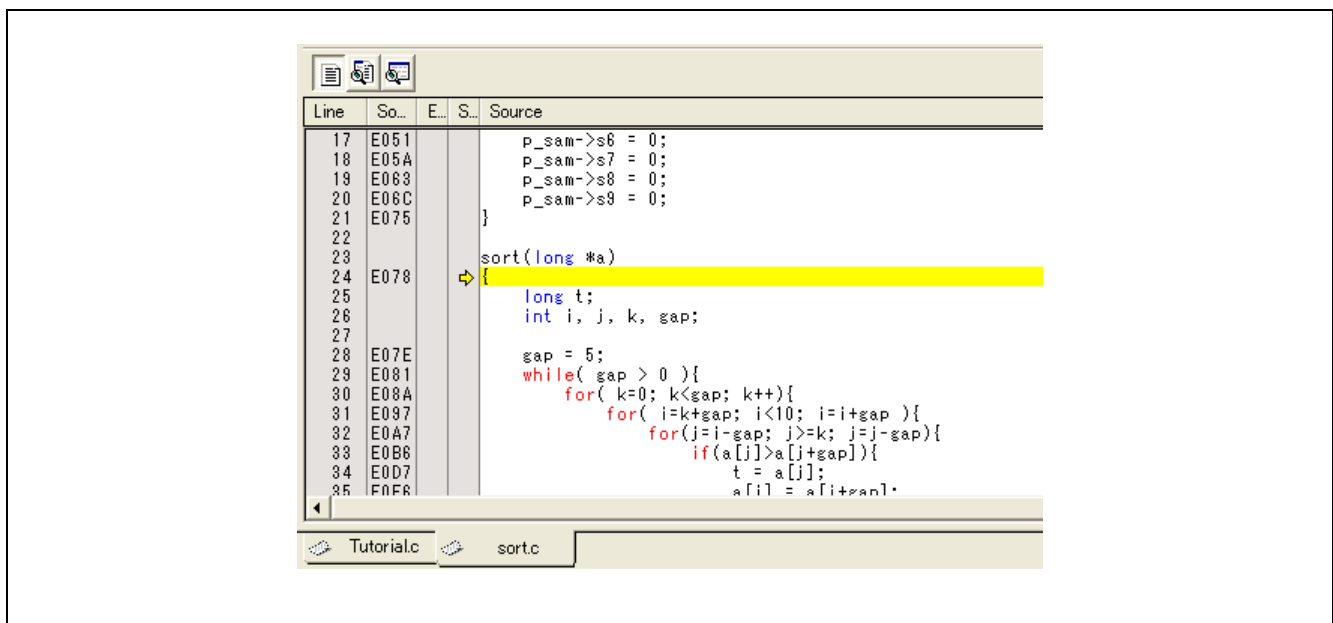 Line So... E... S... Source
17 E051 p_sam->s6 = 0;
18 E05A p_sam->s7 = 0;
19 E063 p_sam->s8 = 0;
20 E06C p_sam->s9 = 0;
21 E075 }
22
23 sort(long *a)
24 E078 {
25 long t;
26 int i, j, k, gap;
27
28 E07E gap = 5;
29 E081 while( gap > 0 ){
30 E08A for( k=0; k<gap; k++){
31 E097 for( i=k+gap; i<10; i=i+gap ){
32 E0A7 for(j=i-gap; j>=k; j=j-gap){
33 E0B6 if(a[j]>a[j+gap]){
34 E0D7 t = a[j];
35 E0E6 a[j] = a[j+gap];
Tutorial.c sort.c